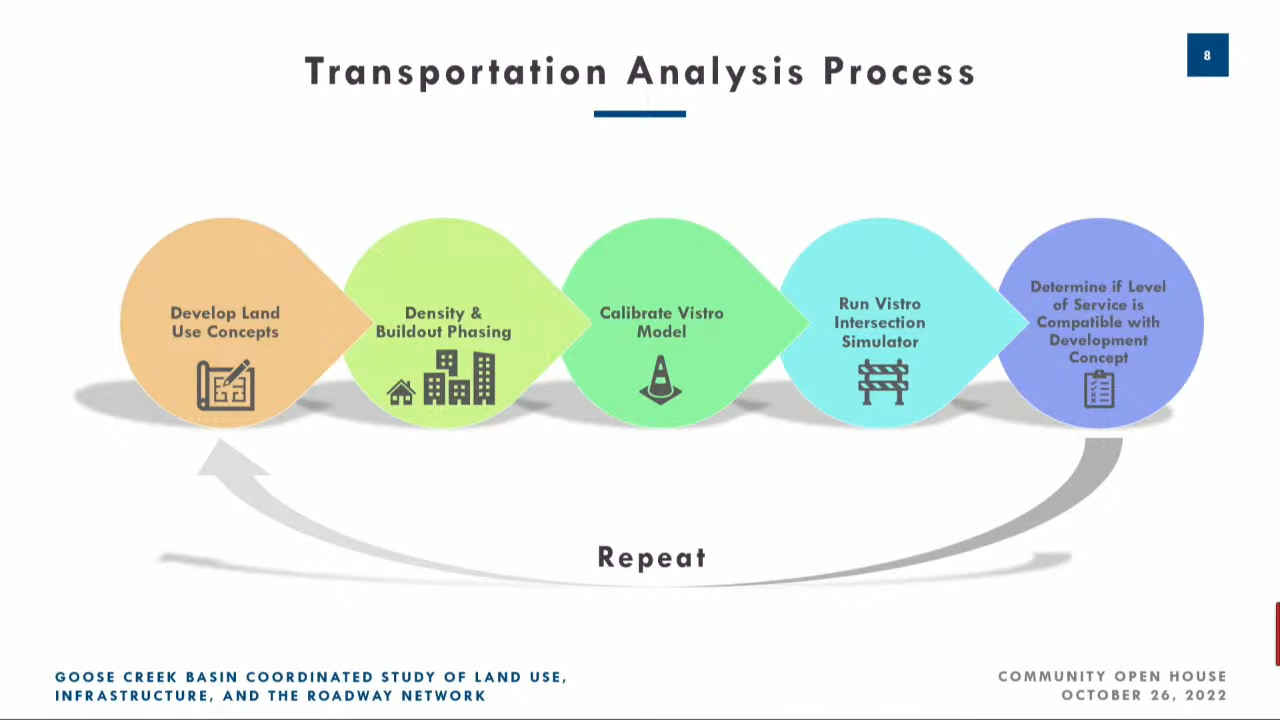 Transportation Analysis Process
8
Develop Land
Use Concepts
Density &
Buildout Phasing
Calibrate Vistro
Model
Run Vistro
Intersection
Simulator
Determine if Level
of Service is
Compatible with
Development
Concept
Repeat
GOOSE CREEK BASIN COORDINATED STUDY OF LAND USE,
INFRASTRUCTURE, AND THE ROADWAY NETWORK
COMMUNITY OPEN HOUSE
OCTOBER 26, 2022